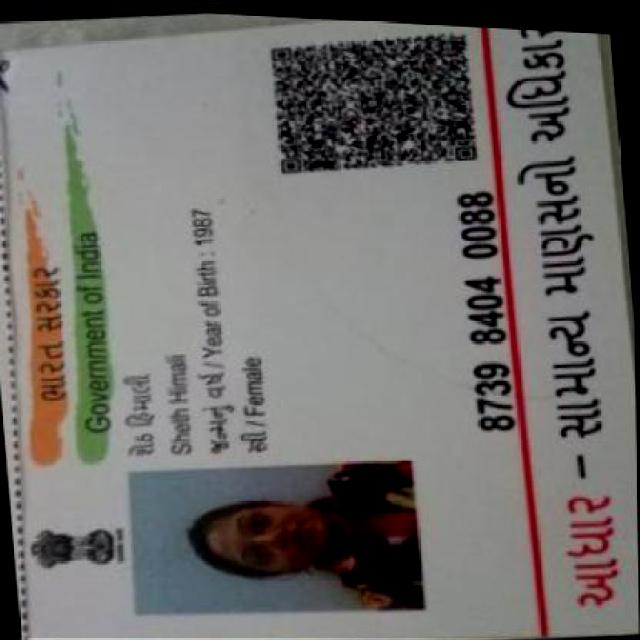 ભારત સરકાર
Government of India
શેઠ હિમાલી
Sheth Himali
જન્મનું વર્ષ / Year of Birth : 1987
સ્ત્રી / Female
8739 8404 0088
આધાર – સામાન્ય માણસનો અધિકાર